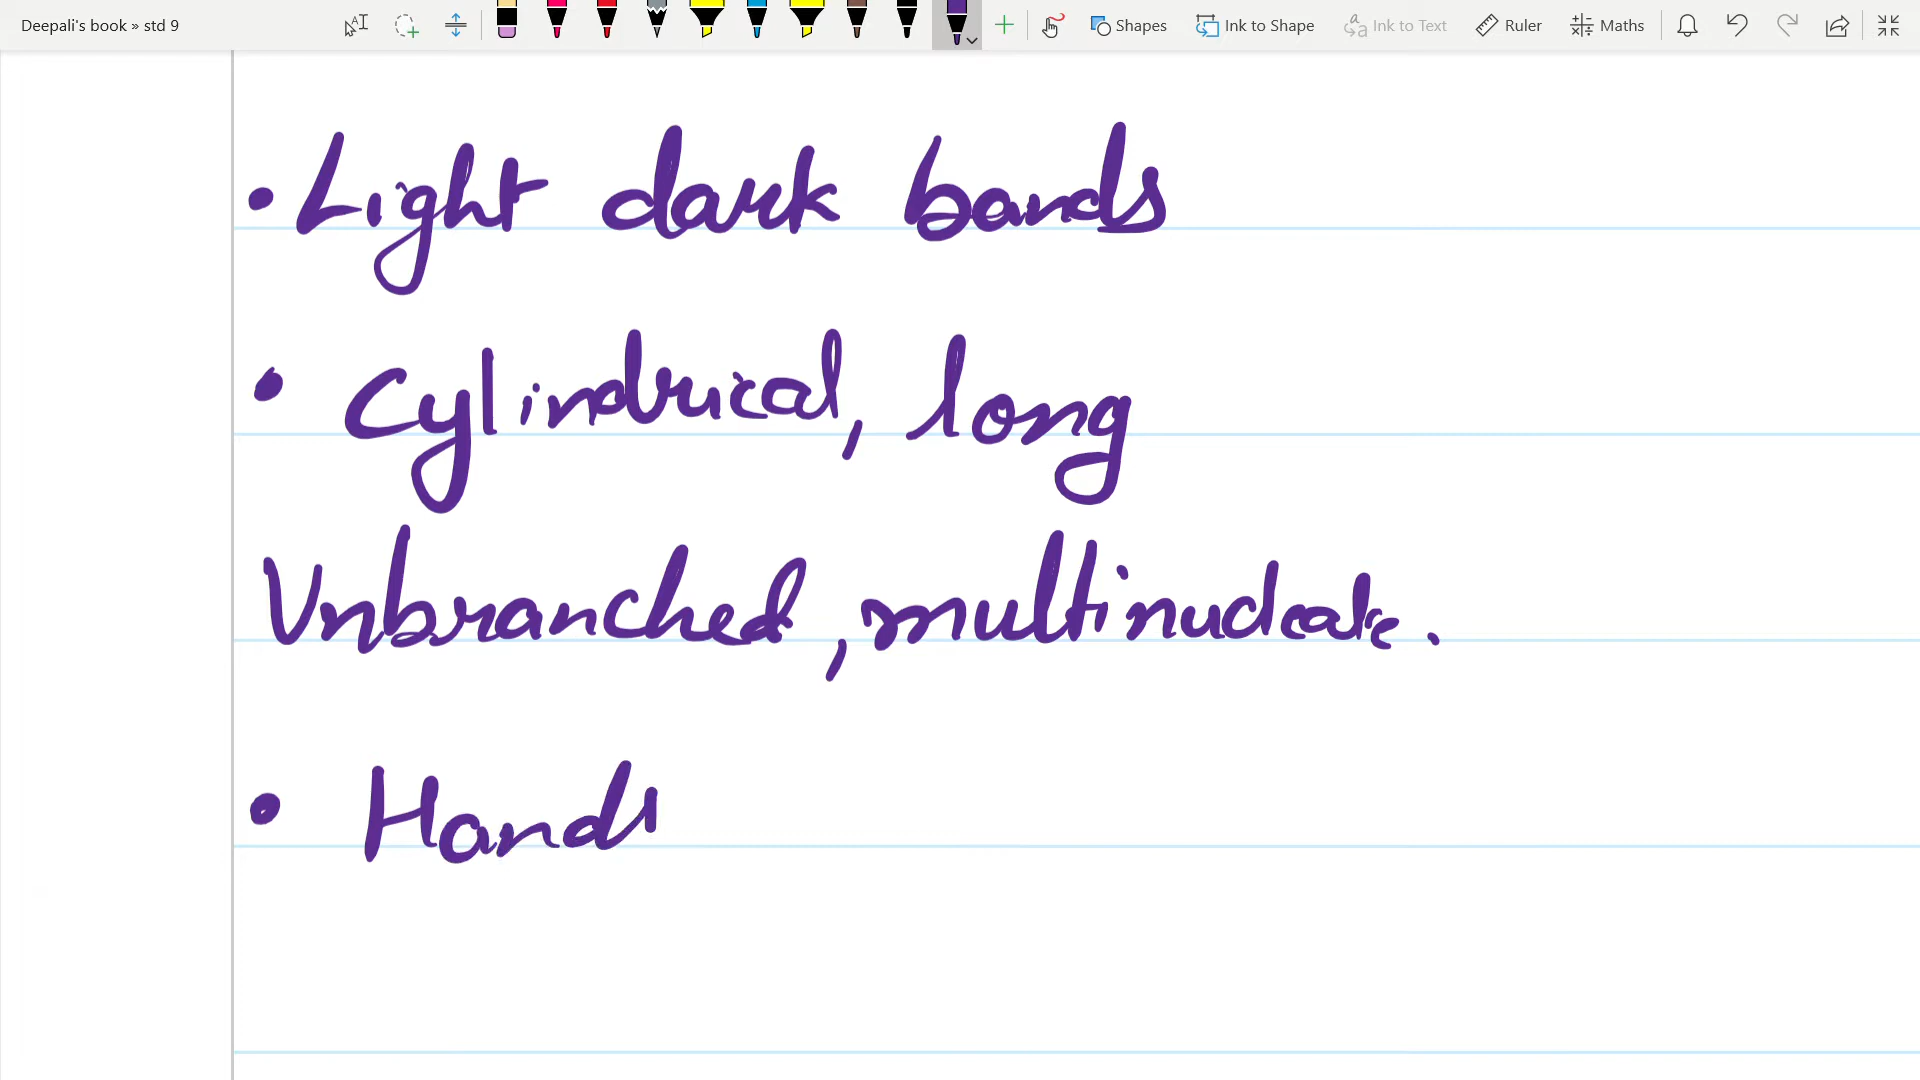 Deepali's book » std 9
Shapes Ink to Shape Ink to Text Ruler Maths
• Light dark bands
• Cylindrical, long
Unbranched, multinucleate.
• Hands